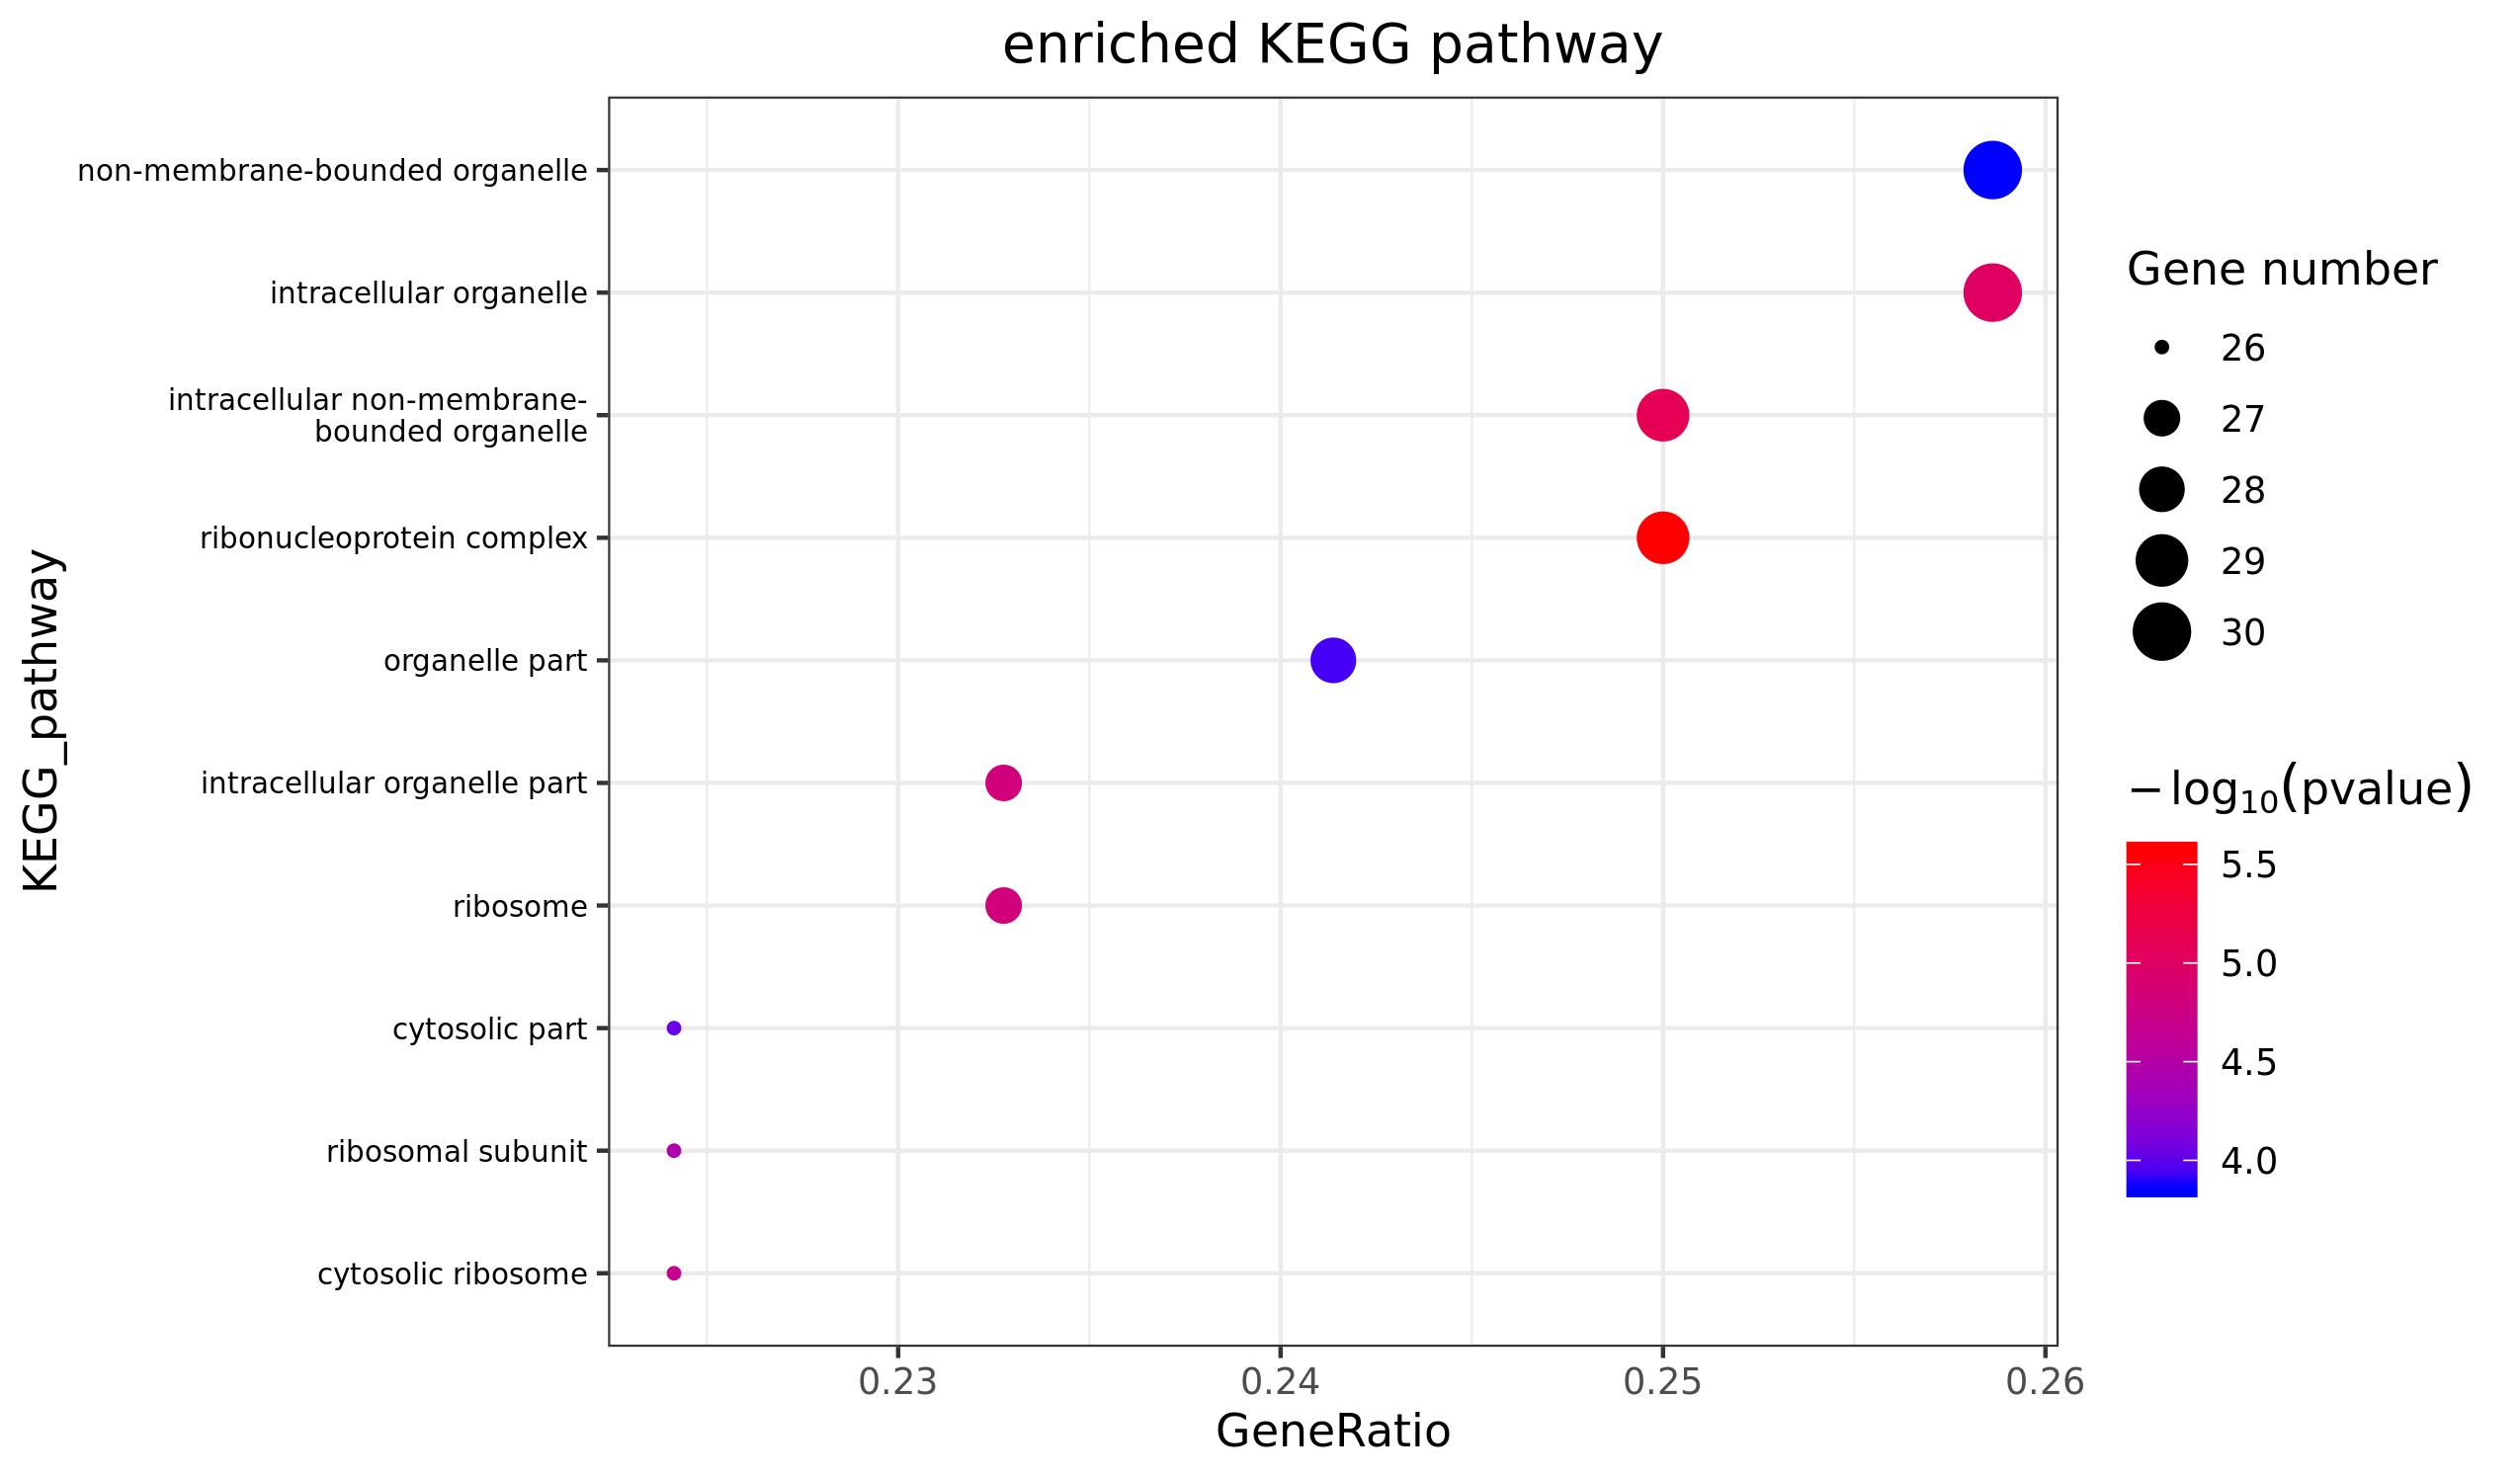 enriched KEGG pathway
KEGG_pathway
non-membrane-bounded organelle
intracellular organelle
intracellular non-membrane-
bounded organelle
ribonucleoprotein complex
organelle part
intracellular organelle part
ribosome
cytosolic part
ribosomal subunit
cytosolic ribosome
0.23 0.24 0.25 0.26
GeneRatio
Gene number
26
27
28
29
30
−log₁₀(pvalue)
5.5
5.0
4.5
4.0